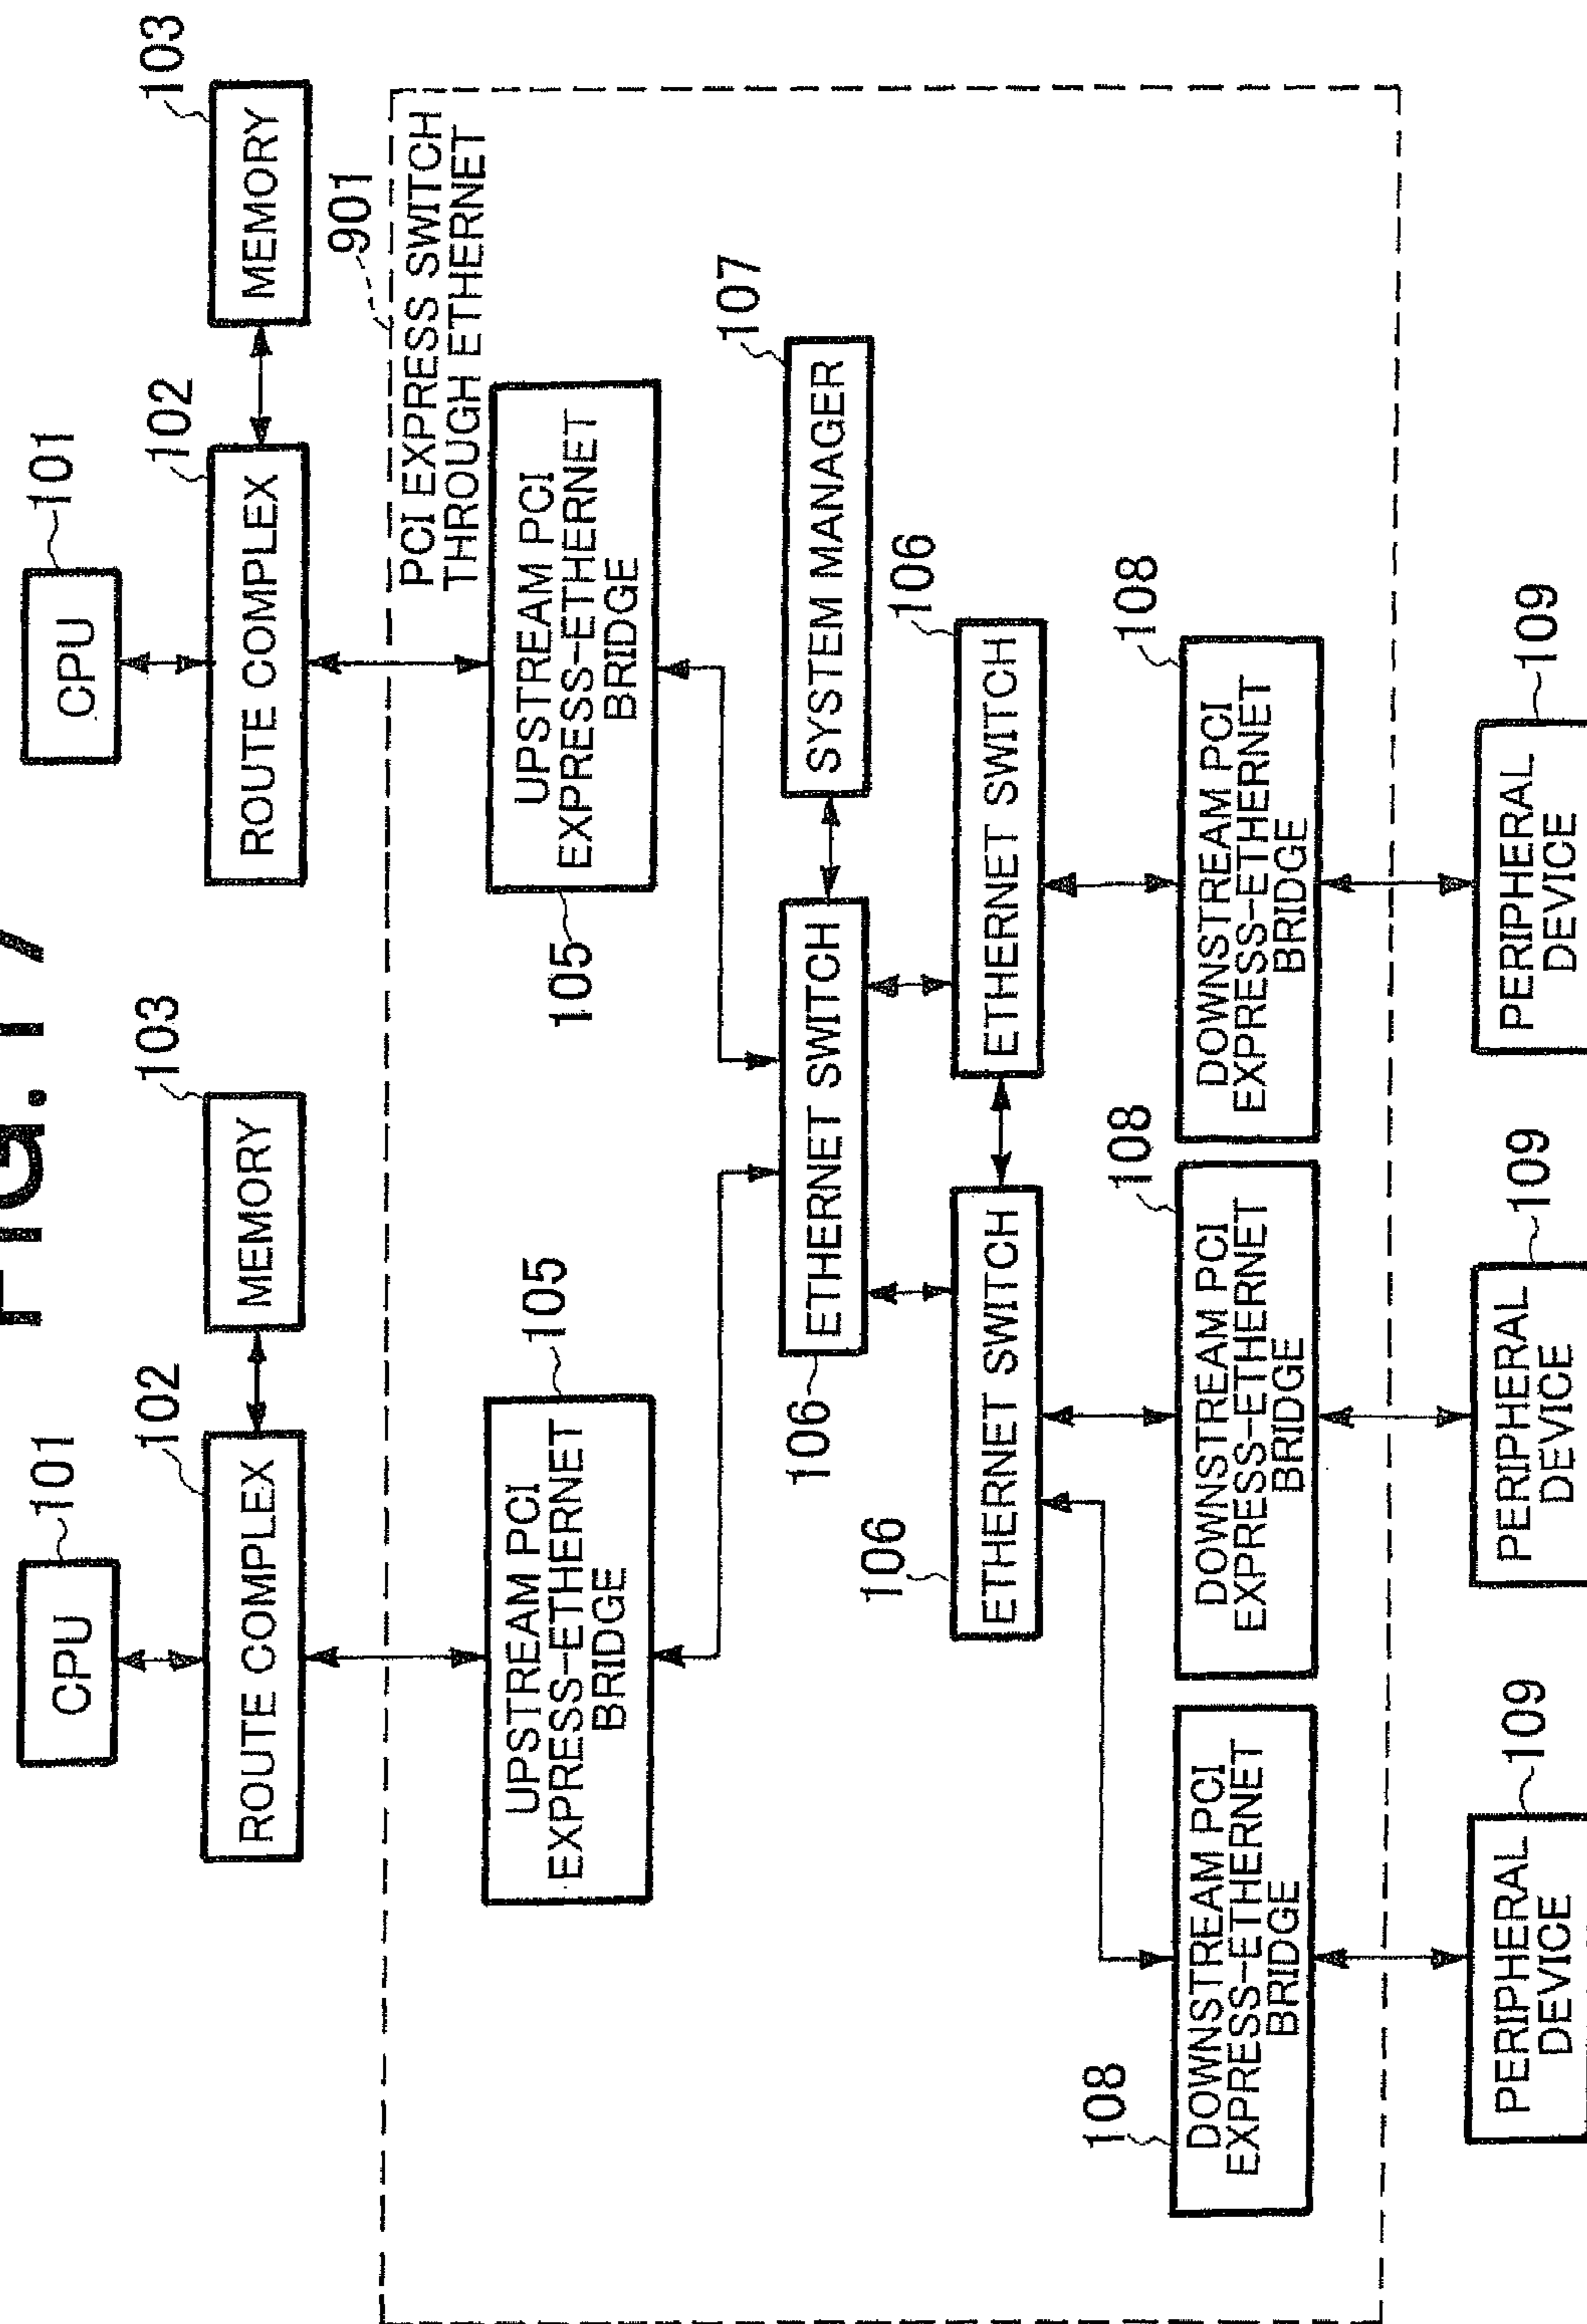 FIG. 17
101
CPU
101
CPU
102
ROUTE COMPLEX
103
MEMORY
102
ROUTE COMPLEX
103
MEMORY
901
PCI EXPRESS SWITCH
THROUGH ETHERNET
105
UPSTREAM PCI
EXPRESS-ETHERNET
BRIDGE
105
UPSTREAM PCI
EXPRESS-ETHERNET
BRIDGE
106
ETHERNET SWITCH
107
SYSTEM MANAGER
106
ETHERNET SWITCH
106
ETHERNET SWITCH
108
DOWNSTREAM PCI
EXPRESS-ETHERNET
BRIDGE
108
DOWNSTREAM PCI
EXPRESS-ETHERNET
BRIDGE
108
DOWNSTREAM PCI
EXPRESS-ETHERNET
BRIDGE
109
PERIPHERAL
DEVICE
109
PERIPHERAL
DEVICE
109
PERIPHERAL
DEVICE